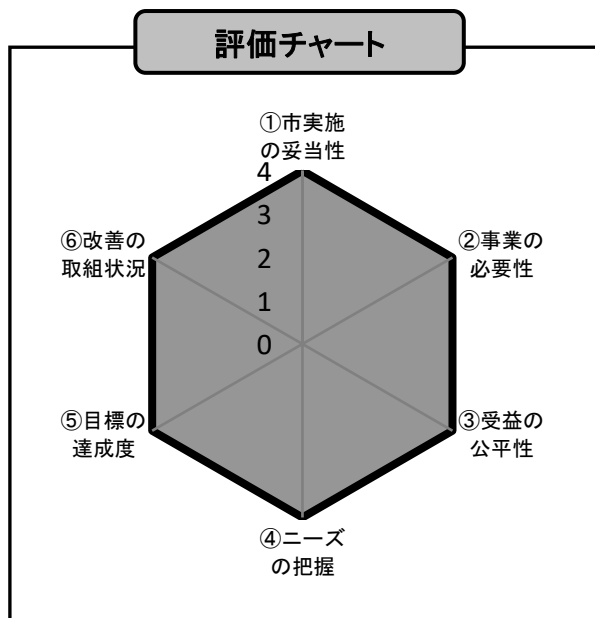 評価チャート
①市実施
の妥当性
4
3
2
1
0
②事業の
必要性
③受益の
公平性
④ニーズ
の把握
⑤目標の
達成度
⑥改善の
取組状況